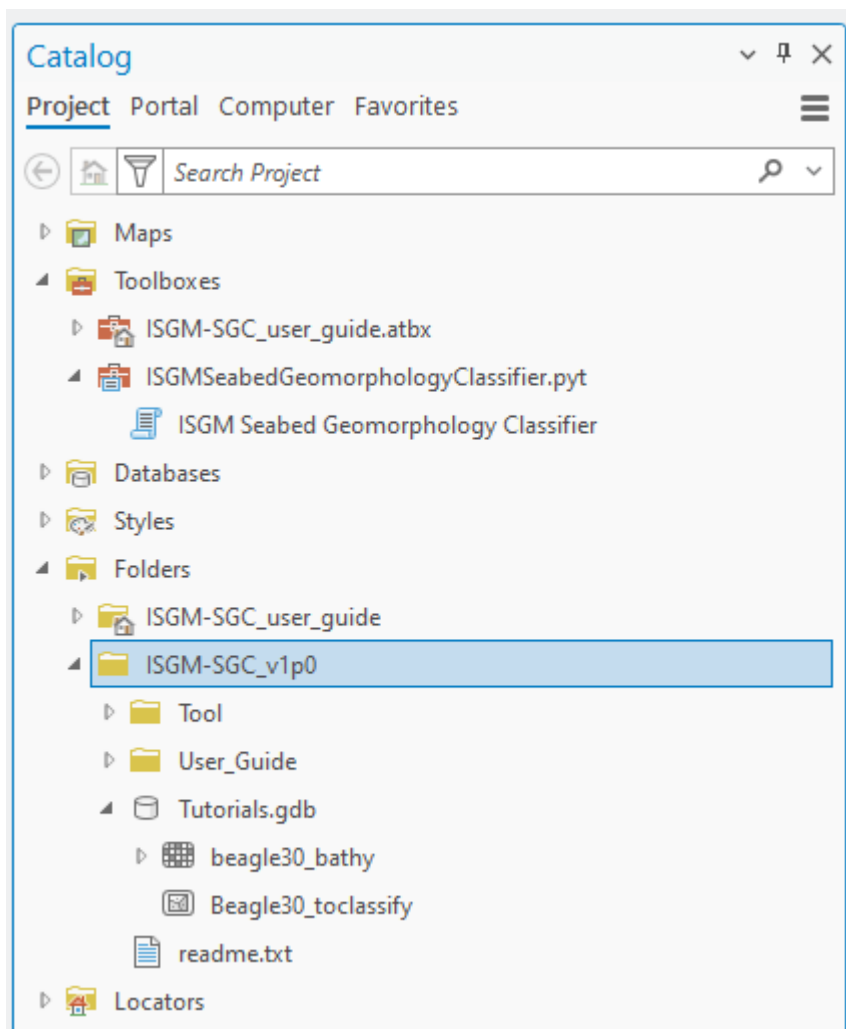 Catalog
Project Portal Computer Favorites
Search Project
Maps
Toolboxes
ISGM-SGC_user_guide.atbx
ISGMSeabedGeomorphologyClassifier.pyt
ISGM Seabed Geomorphology Classifier
Databases
Styles
Folders
ISGM-SGC_user_guide
ISGM-SGC_v1p0
Tool
User_Guide
Tutorials.gdb
beagle30_bathy
Beagle30_toclassify
readme.txt
Locators